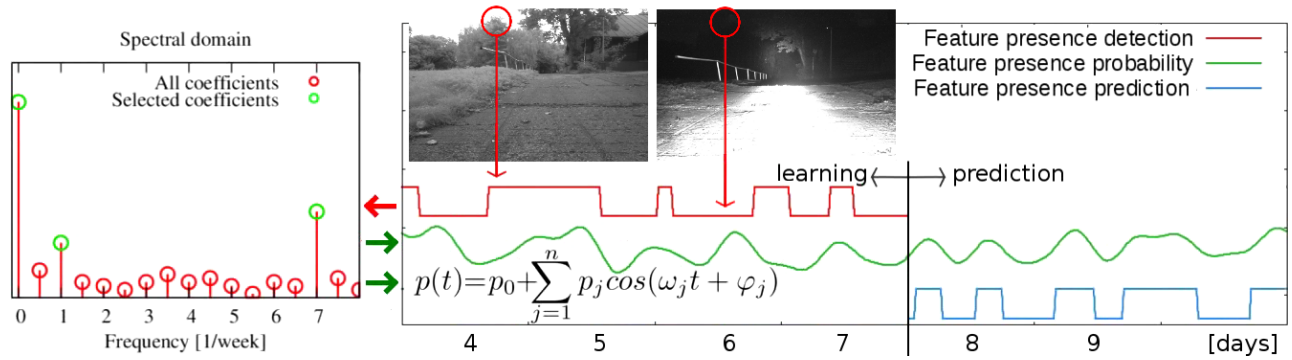 Spectral domain
All coefficients
Selected coefficients
0 1 2 3 4 5 6 7
Frequency [1/week]
Feature presence detection
Feature presence probability
Feature presence prediction
learning prediction
p(t)=p₀+∑ⁿⱼ₌₁ pⱼcos(ωⱼt + φⱼ)
4 5 6 7 8 9 [days]